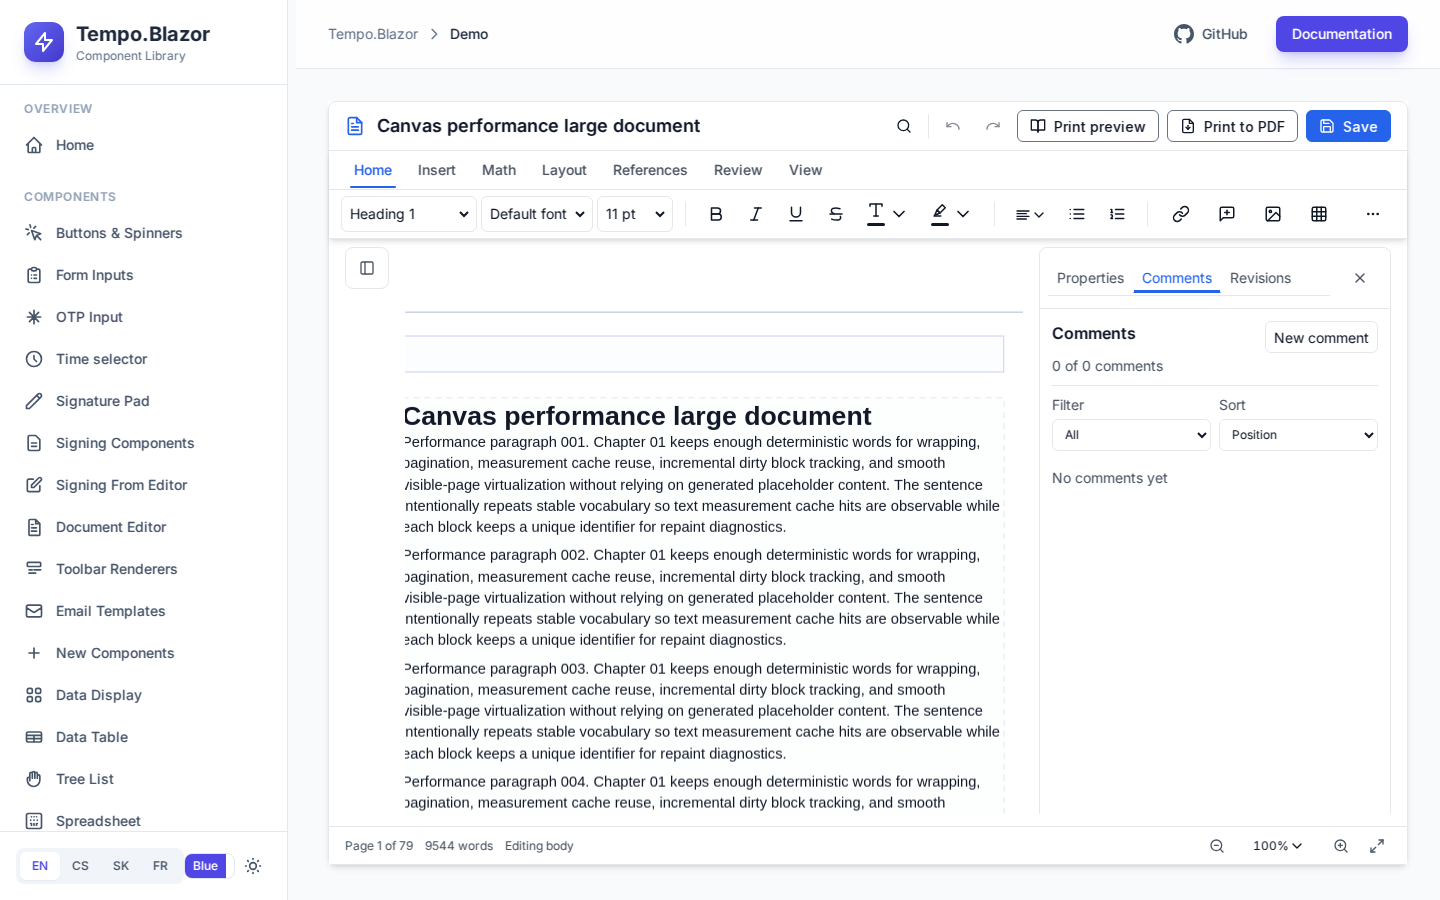 Tempo.Blazor
Component Library
OVERVIEW
Home
COMPONENTS
Buttons & Spinners
Form Inputs
OTP Input
Time selector
Signature Pad
Signing Components
Signing From Editor
Document Editor
Toolbar Renderers
Email Templates
New Components
Data Display
Data Table
Tree List
Spreadsheet
EN CS SK FR Blue
Tempo.Blazor > Demo
GitHub
Documentation
Canvas performance large document
Print preview
Print to PDF
Save
Home Insert Math Layout References Review View
Heading 1 Default font 11 pt
Canvas performance large document
Performance paragraph 001. Chapter 01 keeps enough deterministic words for wrapping,
pagination, measurement cache reuse, incremental dirty block tracking, and smooth
visible-page virtualization without relying on generated placeholder content. The sentence
intentionally repeats stable vocabulary so text measurement cache hits are observable while
each block keeps a unique identifier for repaint diagnostics.
Performance paragraph 002. Chapter 01 keeps enough deterministic words for wrapping,
pagination, measurement cache reuse, incremental dirty block tracking, and smooth
visible-page virtualization without relying on generated placeholder content. The sentence
intentionally repeats stable vocabulary so text measurement cache hits are observable while
each block keeps a unique identifier for repaint diagnostics.
Performance paragraph 003. Chapter 01 keeps enough deterministic words for wrapping,
pagination, measurement cache reuse, incremental dirty block tracking, and smooth
visible-page virtualization without relying on generated placeholder content. The sentence
intentionally repeats stable vocabulary so text measurement cache hits are observable while
each block keeps a unique identifier for repaint diagnostics.
Performance paragraph 004. Chapter 01 keeps enough deterministic words for wrapping,
pagination, measurement cache reuse, incremental dirty block tracking, and smooth
Properties Comments Revisions
Comments
New comment
0 of 0 comments
Filter Sort
All Position
No comments yet
Page 1 of 79 9544 words Editing body
100%